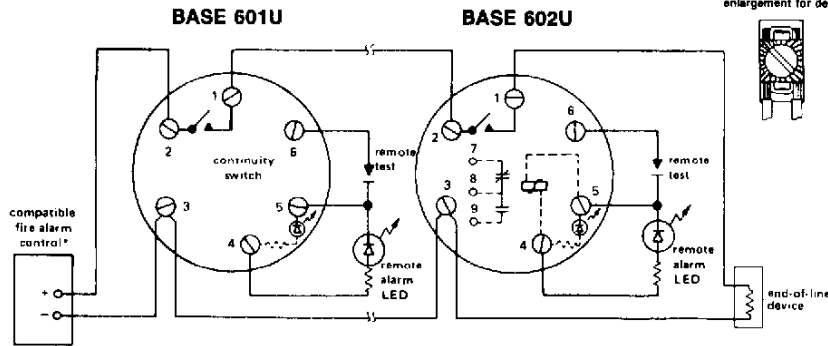 enlargement for de
BASE 601U
BASE 602U
1
2
6
continuity
switch
remote
test
3
5
4
remote
alarm
LED
compatible
fire alarm
control*
+
−
1
2
6
7
8
9
3
5
4
remote
test
remote
alarm
LED
end-of-line
device